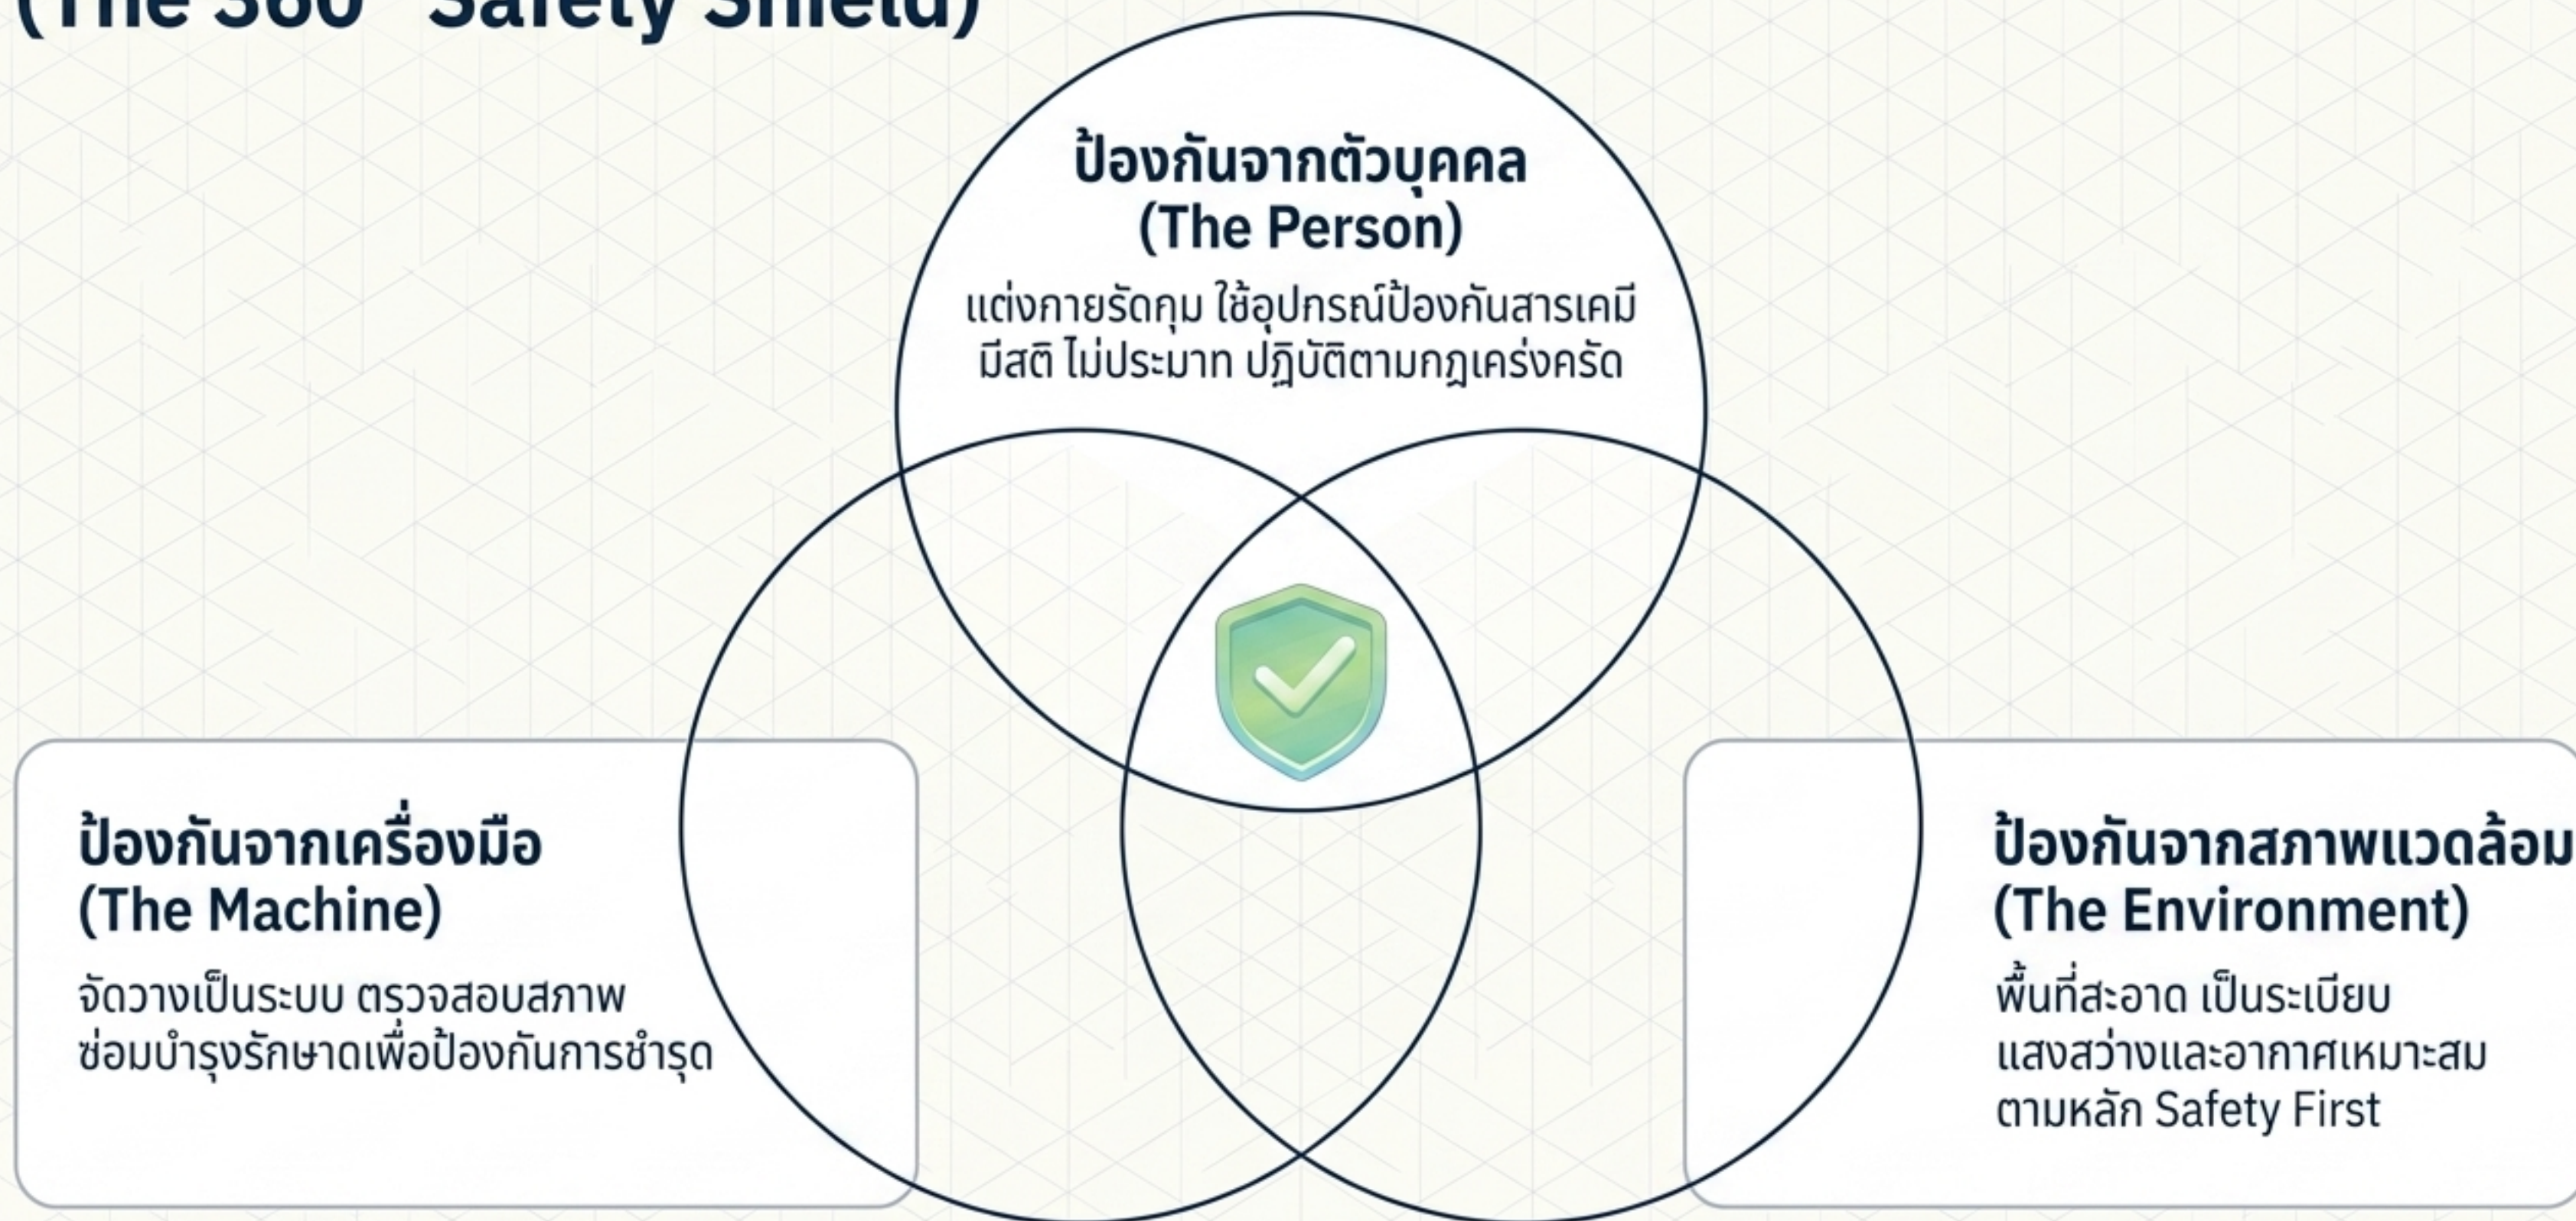 (The 360° Safety Shield)
ป้องกันจากตัวบุคคล
(The Person)
แต่งกายรัดกุม ใช้อุปกรณ์ป้องกันสารเคมี
มีสติ ไม่ประมาท ปฏิบัติตามกฎเคร่งครัด
ป้องกันจากเครื่องมือ
(The Machine)
จัดวางเป็นระบบ ตรวจสอบสภาพ
ซ่อมบำรุงรักษาดเพื่อป้องกันการชำรุด
ป้องกันจากสภาพแวดล้อม
(The Environment)
พื้นที่สะอาด เป็นระเบียบ
แสงสว่างและอากาศเหมาะสม
ตามหลัก Safety First